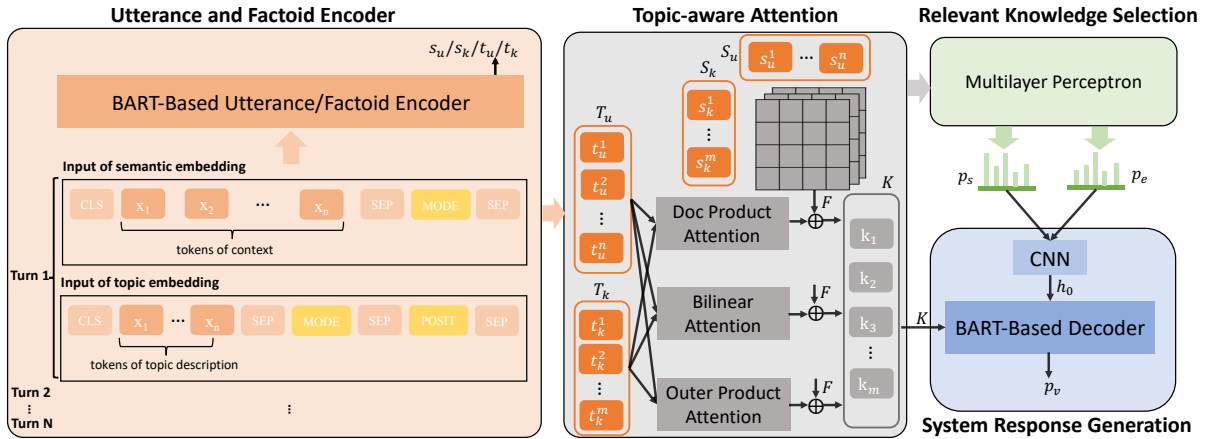 Utterance and Factoid Encoder
s_u/s_k/t_u/t_k
BART-Based Utterance/Factoid Encoder
Input of semantic embedding
CLS x_1 x_2 ... x_n SEP MODE SEP
tokens of context
Turn 1
Input of topic embedding
CLS x_1 ... x_n SEP MODE SEP POSIT SEP
tokens of topic description
Turn 2
⋮ ⋮
Turn N
Topic-aware Attention
S_u
s_u^1 ... s_u^n
S_k
s_k^1
⋮
s_k^m
T_u
t_u^1
t_u^2
⋮
t_u^n
T_k
t_k^1
t_k^2
⋮
t_k^m
Doc Product
Attention
F
Bilinear
Attention
F
Outer Product
Attention
F
K
k_1
k_2
k_3
⋮
k_m
Relevant Knowledge Selection
Multilayer Perceptron
p_s p_e
CNN
h_0
K
BART-Based Decoder
p_v
System Response Generation